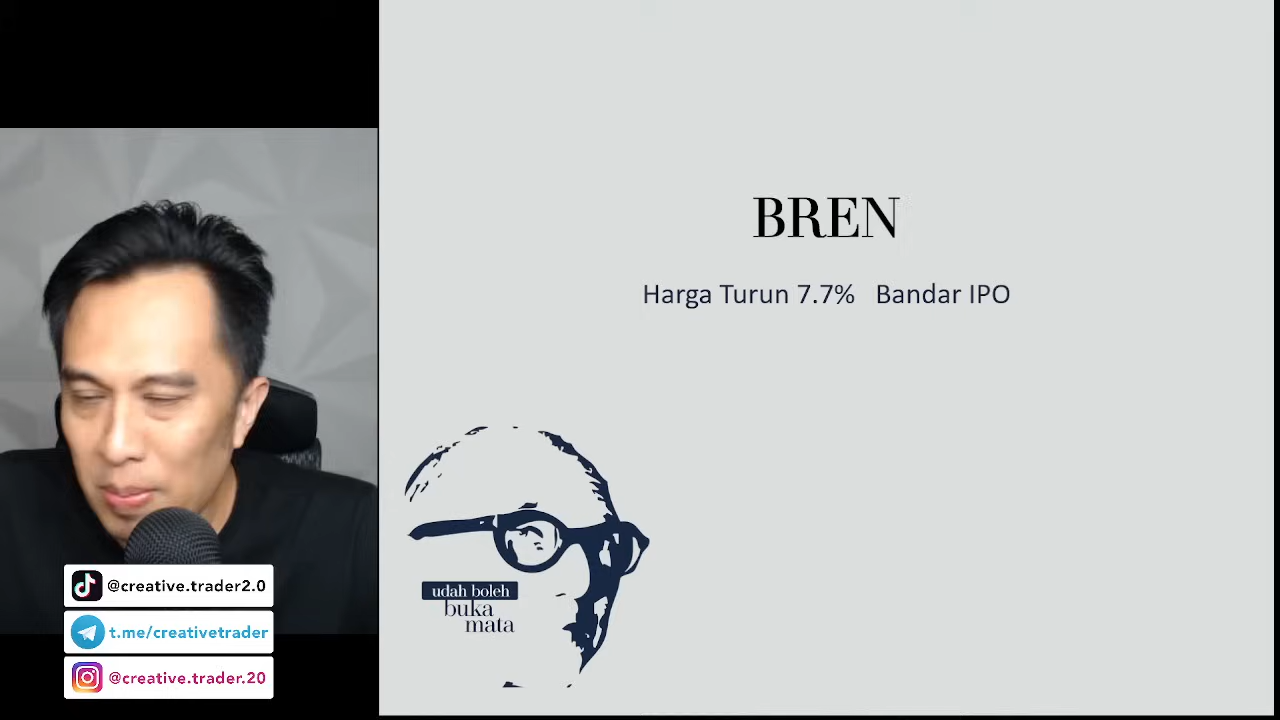 BREN
Harga Turun 7.7% Bandar IPO
udah boleh
buka
mata
@creative.trader2.0
t.me/creativetrader
@creative.trader.20